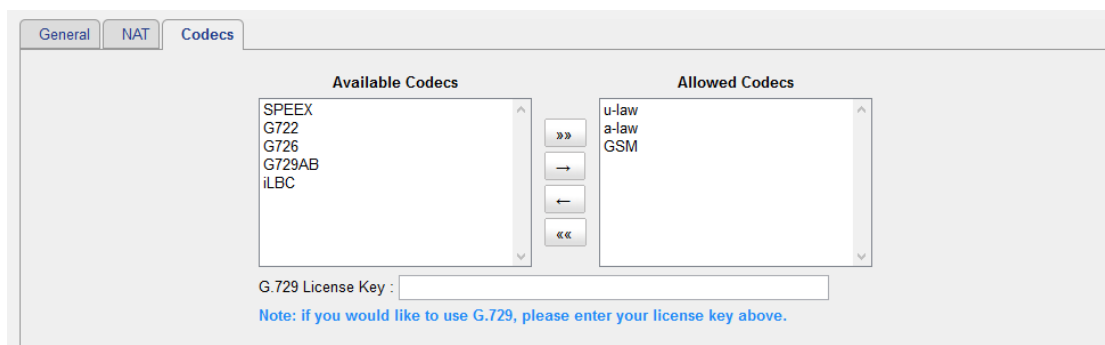 General NAT Codecs
Available Codecs Allowed Codecs
SPEEX
G722
G726
G729AB
iLBC
»»
→
←
««
u-law
a-law
GSM
G.729 License Key :
Note: if you would like to use G.729, please enter your license key above.